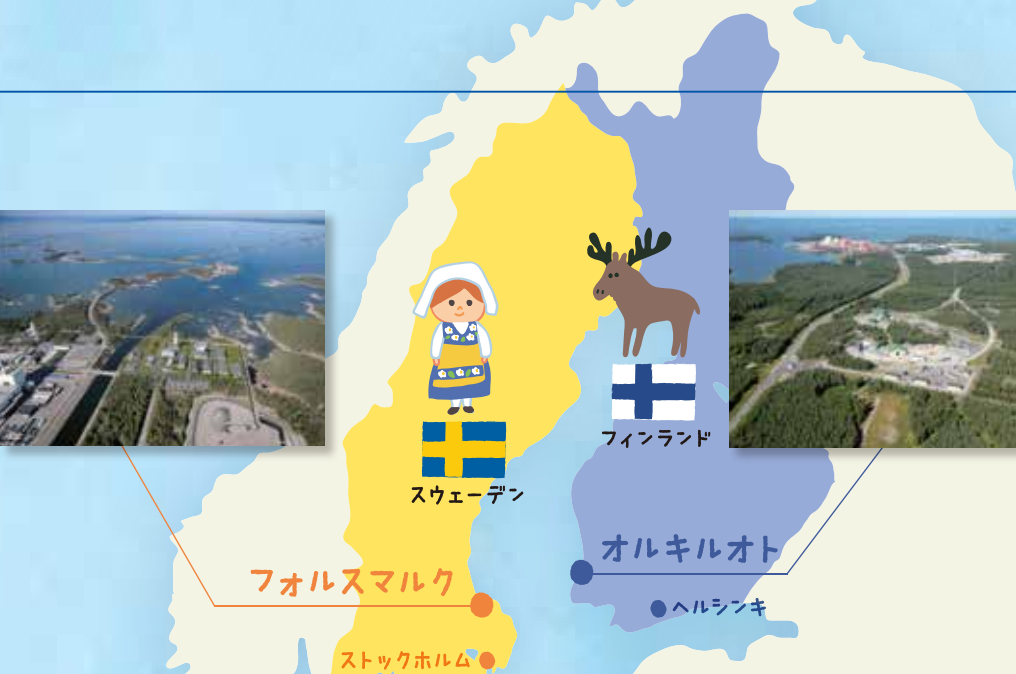 フィンランド
スウェーデン
オルキルオト
フォルスマルク
ヘルシンキ
ストックホルム